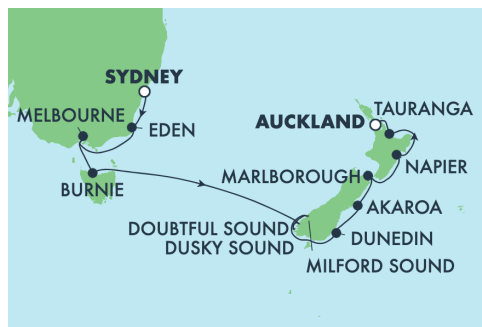 SYDNEY
MELBOURNE
EDEN
BURNIE
AUCKLAND
TAURANGA
NAPIER
MARLBOROUGH
AKAROA
DOUBTFUL SOUND
DUSKY SOUND
DUNEDIN
MILFORD SOUND